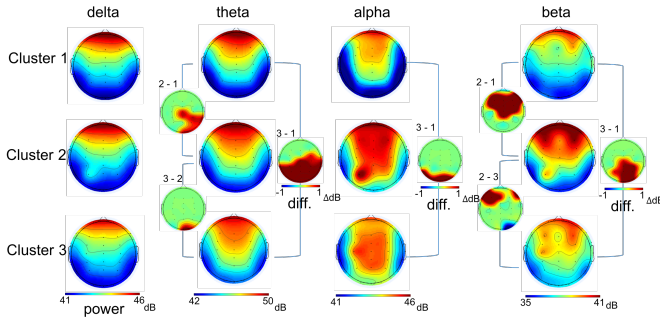 delta theta alpha beta
Cluster 1
2 - 1 2 - 1
3 - 1 3 - 1 3 - 1
Cluster 2
3 - 2 -1 1 ΔdB -1 1 ΔdB 2 - 3 -1 1 ΔdB
diff. diff. diff.
Cluster 3
41 46 dB 42 50 dB 41 46 dB 35 41 dB
power